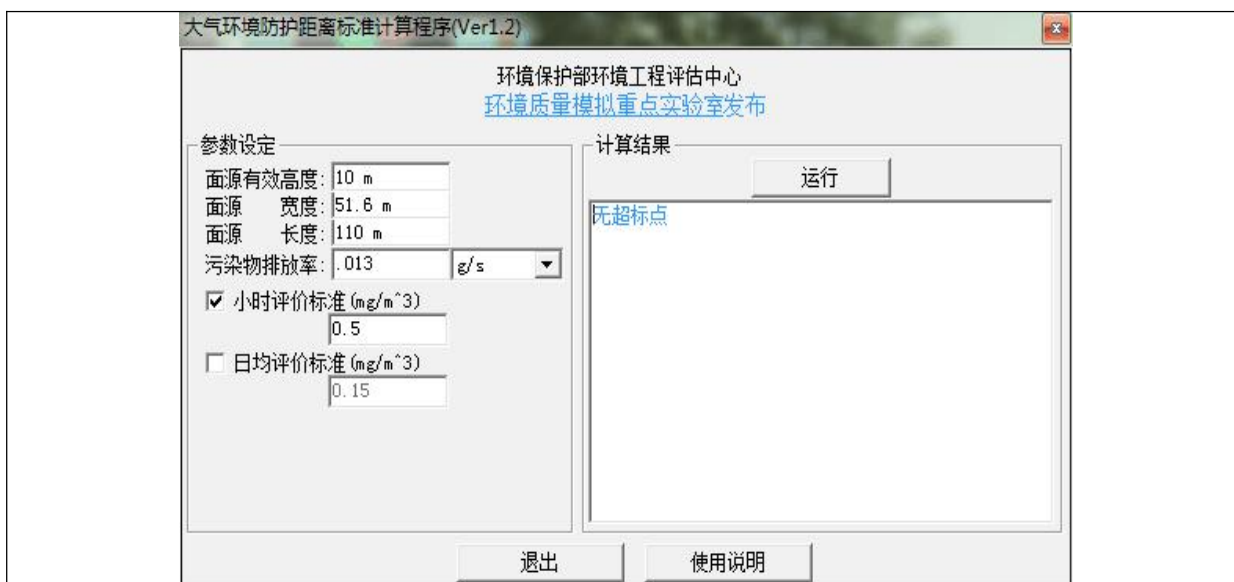 大气环境防护距离标准计算程序(Ver1.2)
环境保护部环境工程评估中心
环境质量模拟重点实验室发布
参数设定
面源有效高度: 10 m
面源 宽度: 51.6 m
面源 长度: 110 m
污染物排放率: .013 g/s
小时评价标准(mg/m^3)
0.5
日均评价标准(mg/m^3)
0.15
计算结果
运行
无超标点
退出 使用说明